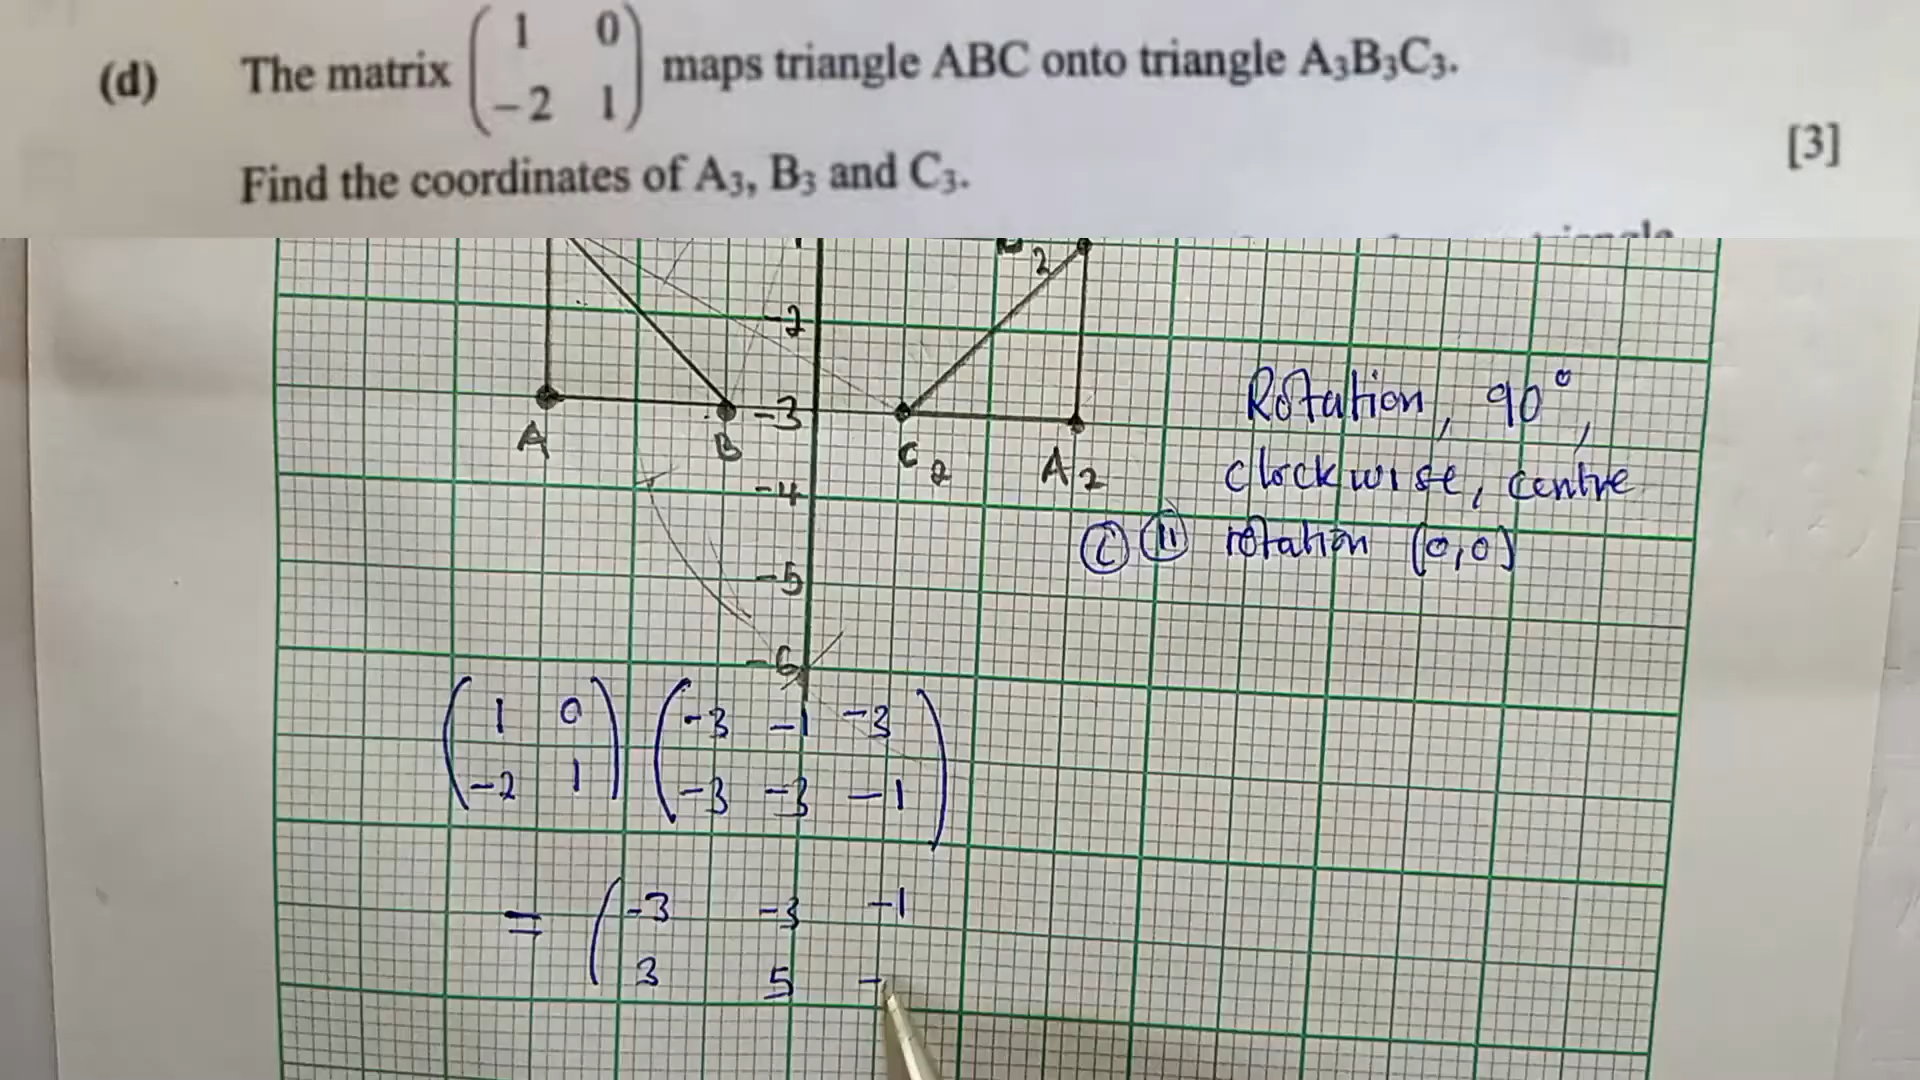 (d) The matrix ( 1 0 ; -2 1 ) maps triangle ABC onto triangle A₃B₃C₃.
[3]
Find the coordinates of A₃, B₃ and C₃.
triangle
2
-2
-3
A B C₂ A₂
-4
-5
-6
Rotation, 90°,
clockwise, centre
(c) (ii) rotation (0,0)
( 1 0 ) ( -3 -1 -3 )
( -2 1 ) ( -3 -3 -1 )
= ( -3 -3 -1
3 5 -